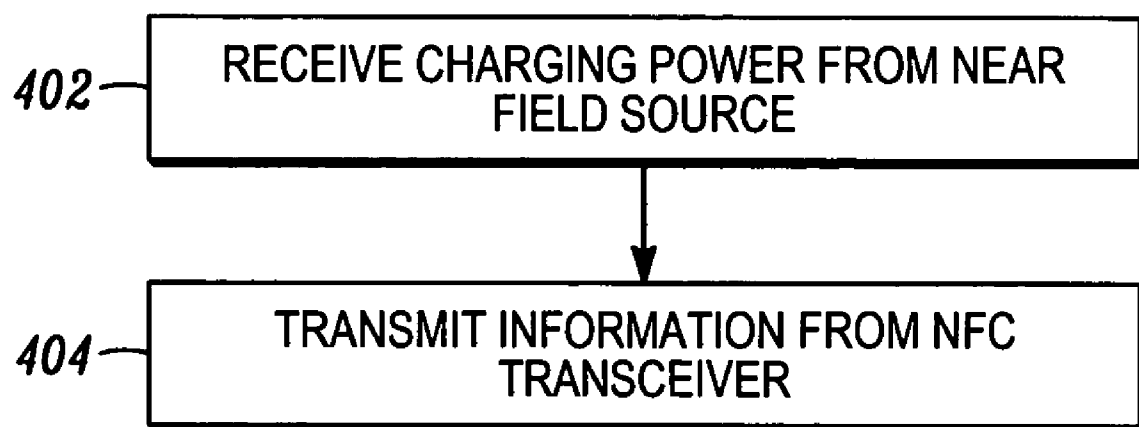 402
RECEIVE CHARGING POWER FROM NEAR
FIELD SOURCE
404
TRANSMIT INFORMATION FROM NFC
TRANSCEIVER